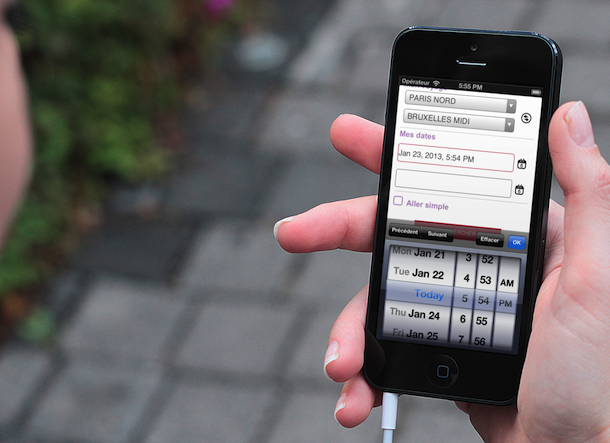 Opérateur 5:55 PM
PARIS NORD
BRUXELLES MIDI
Mes dates
Jan 23, 2013, 5:54 PM
Aller simple
Précédent Suivant Effacer OK
Mon Jan 21 3 52
Tue Jan 22 4 53 AM
Today 5 54 PM
Thu Jan 24 6 55
Fri Jan 25 7 56